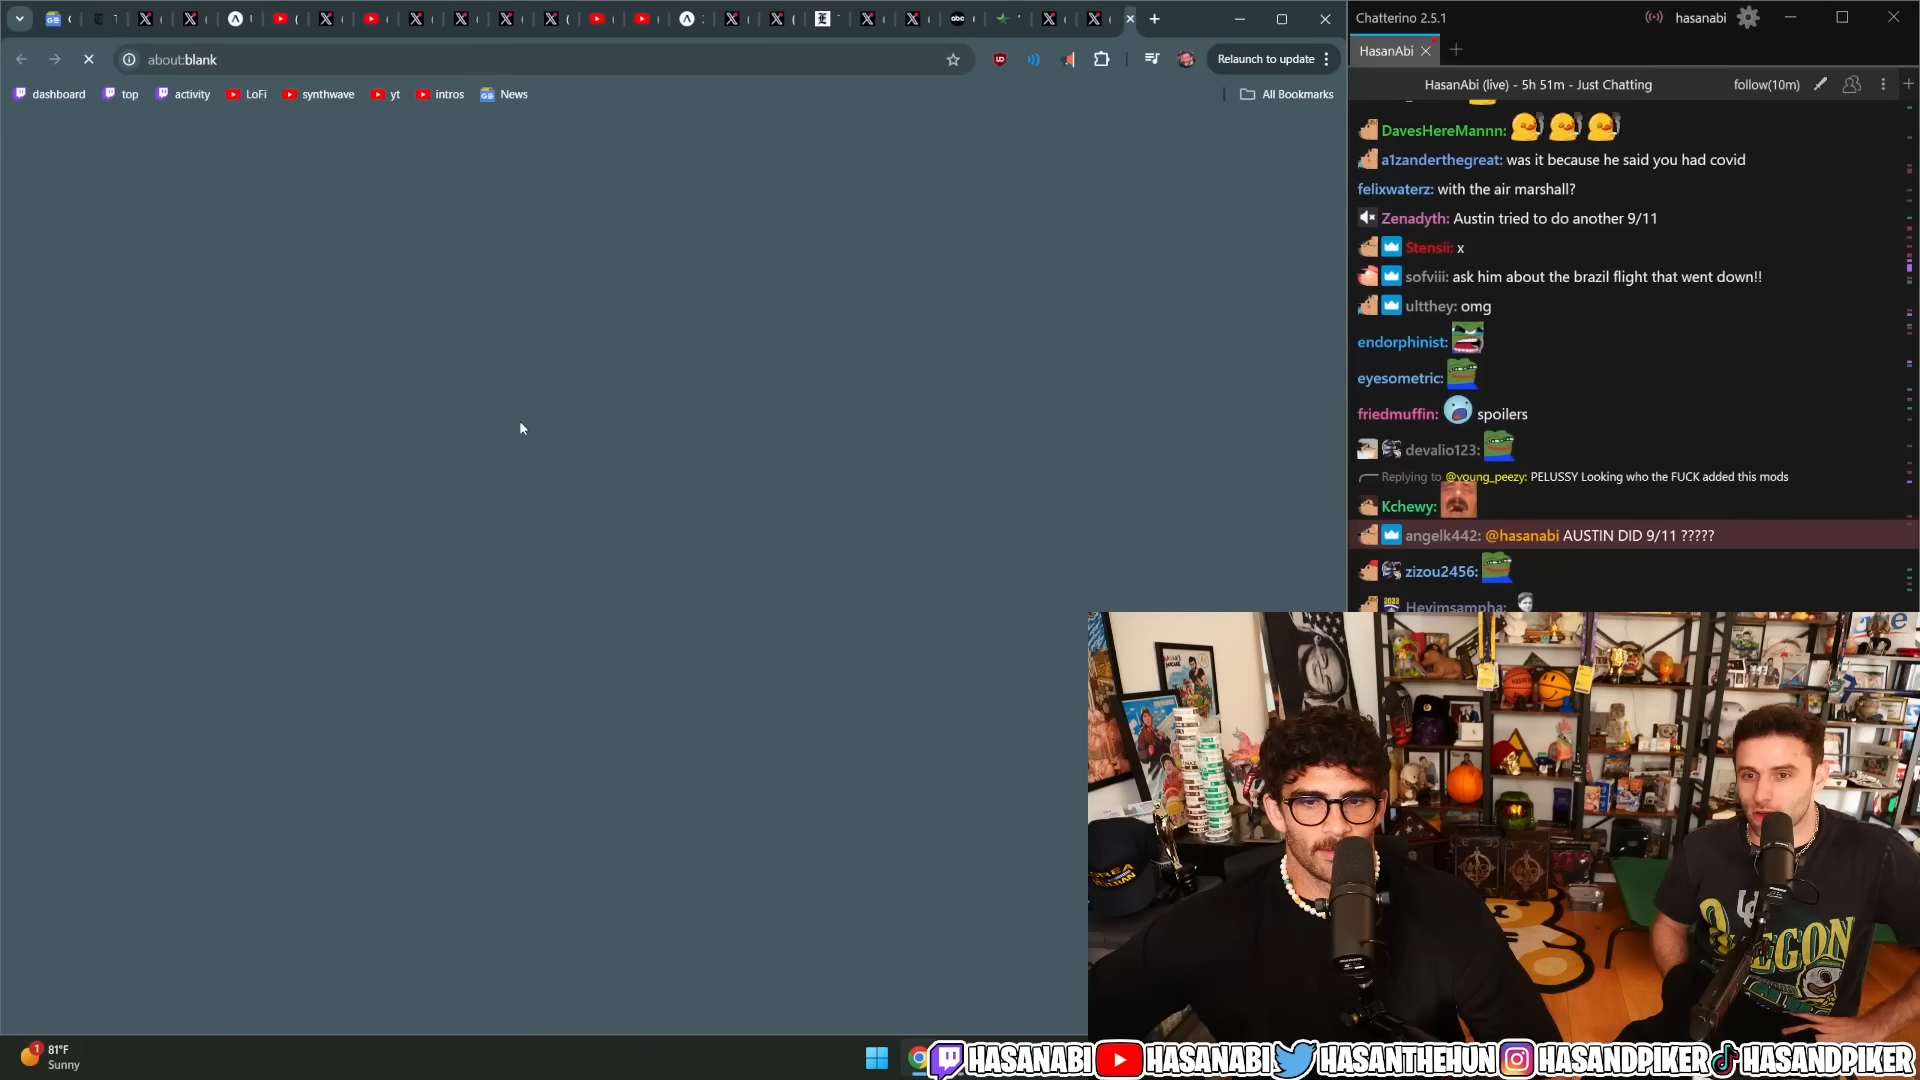 about:blank
Relaunch to update
dashboard
top
activity
LoFi
synthwave
yt
intros
News
All Bookmarks
Chatterino 2.5.1
hasanabi
HasanAbi
HasanAbi (live) - 5h 51m - Just Chatting
follow(10m)
DavesHereMannn:
a1zanderthegreat: was it because he said you had covid
felixwaterz: with the air marshall?
Zenadyth: Austin tried to do another 9/11
Stensii: x
sofviii: ask him about the brazil flight that went down!!
ultthey: omg
endorphinist:
eyesometric:
friedmuffin: spoilers
devalio123:
Replying to @young_peezy: PELUSSY Looking who the FUCK added this mods
Kchewy:
angelk442: @hasanabi AUSTIN DID 9/11 ?????
zizou2456:
Heyimsampha:
OREGON
1
81°F
Sunny
HASANABI
HASANABI
HASANTHEHUN
HASANDPIKER
HASANDPIKER